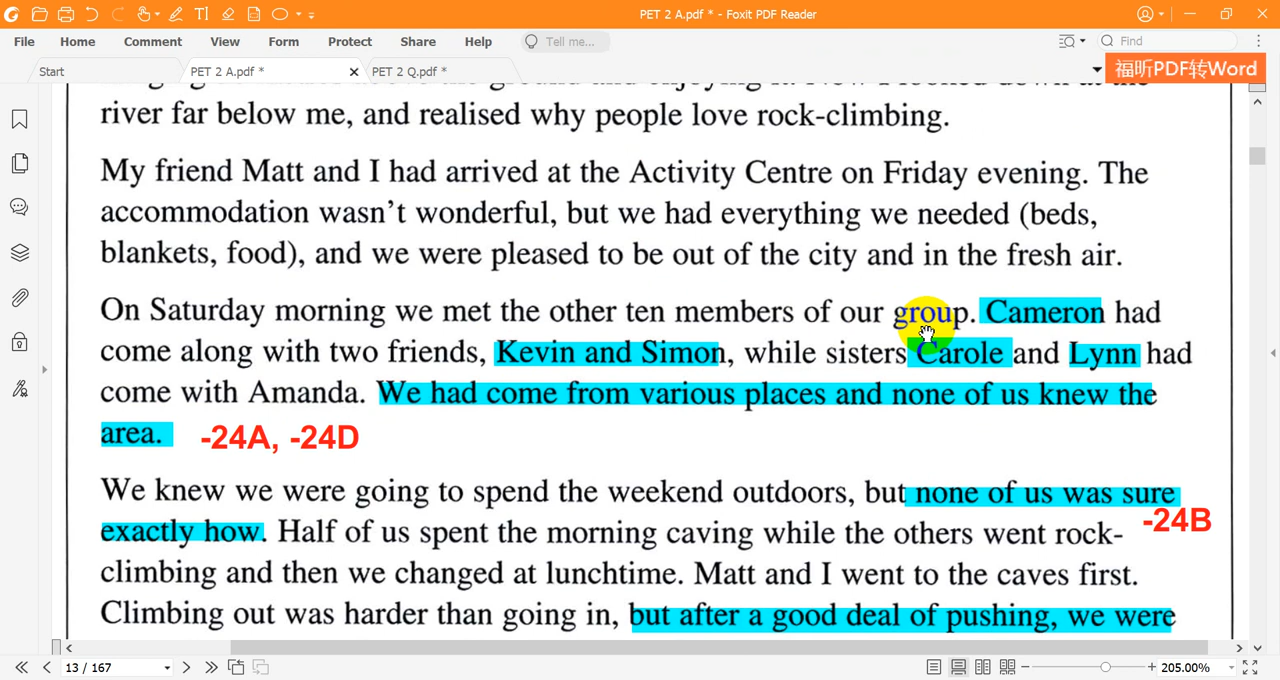 PET 2 A.pdf * - Foxit PDF Reader
File Home Comment View Form Protect Share Help Tell me... Find
Start PET 2 A.pdf * PET 2 Q.pdf * 福昕PDF转Word
river far below me, and realised why people love rock-climbing.
My friend Matt and I had arrived at the Activity Centre on Friday evening. The
accommodation wasn't wonderful, but we had everything we needed (beds,
blankets, food), and we were pleased to be out of the city and in the fresh air.
On Saturday morning we met the other ten members of our group. Cameron had
come along with two friends, Kevin and Simon, while sisters Carole and Lynn had
come with Amanda. We had come from various places and none of us knew the
area. -24A, -24D
We knew we were going to spend the weekend outdoors, but none of us was sure
exactly how. Half of us spent the morning caving while the others went rock-
-24B
climbing and then we changed at lunchtime. Matt and I went to the caves first.
Climbing out was harder than going in, but after a good deal of pushing, we were
13 / 167 205.00%